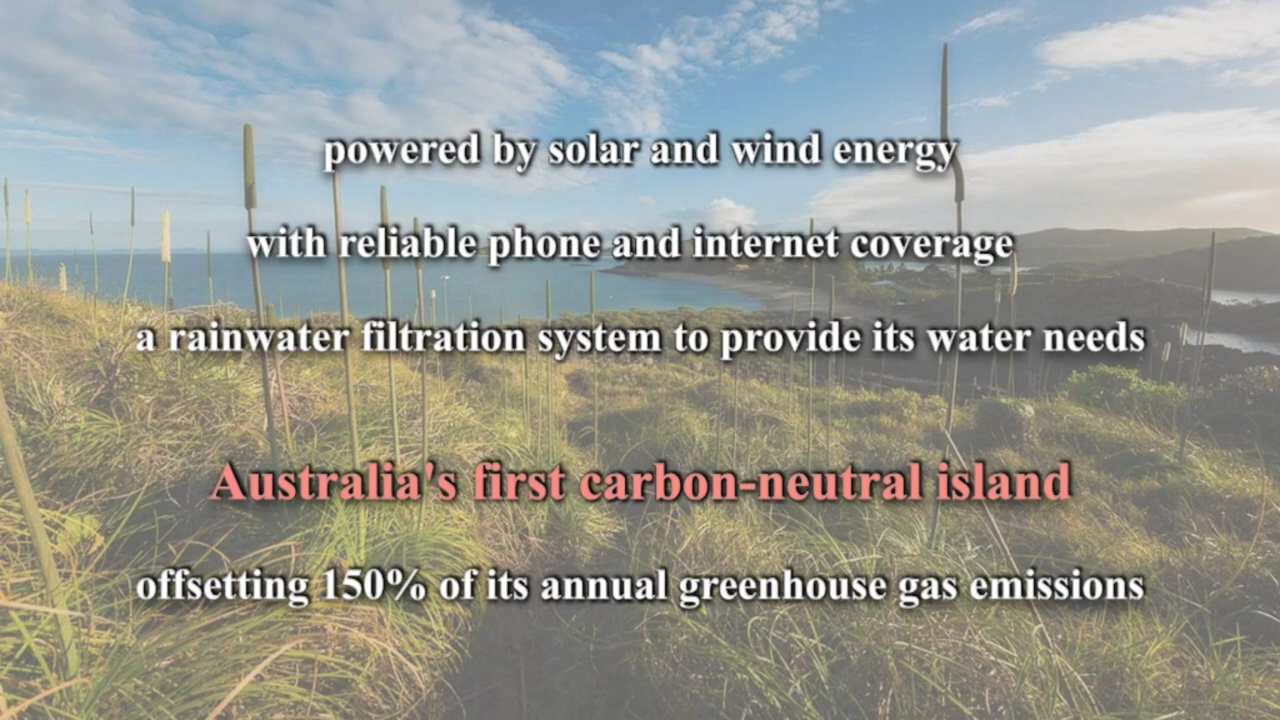 powered by solar and wind energy
with reliable phone and internet coverage
a rainwater filtration system to provide its water needs
Australia's first carbon-neutral island
offsetting 150% of its annual greenhouse gas emissions